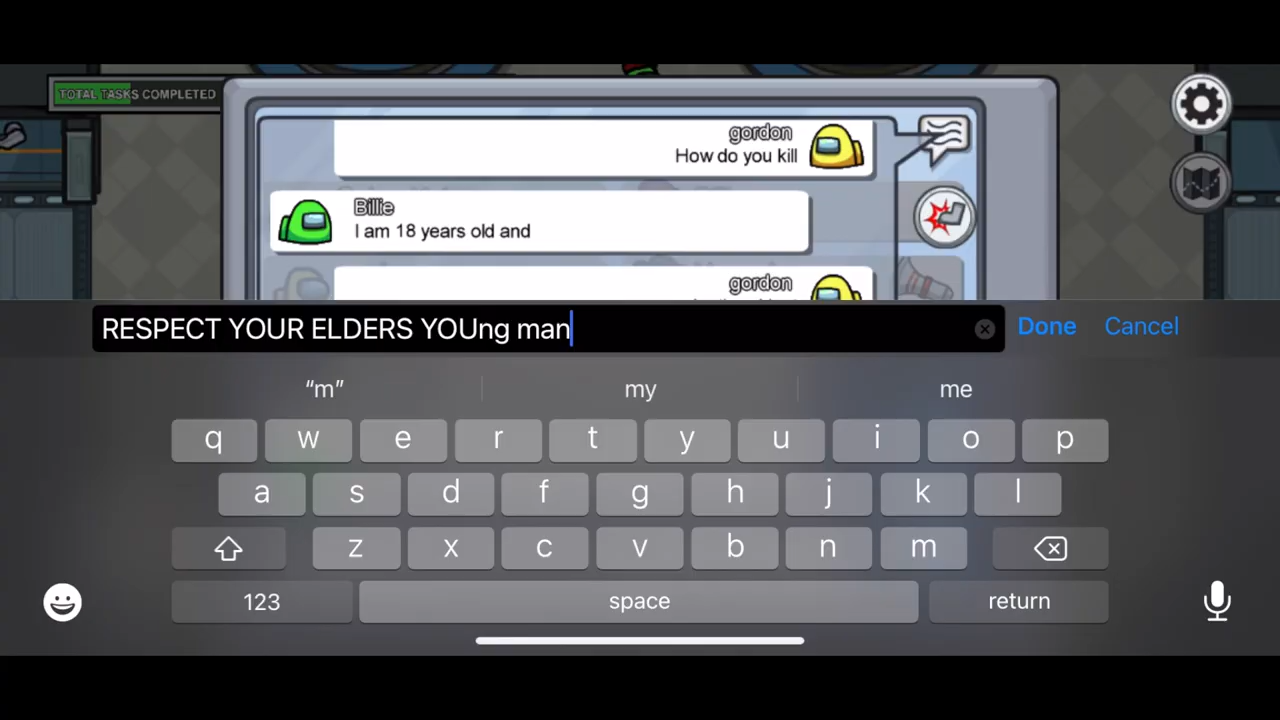 TOTAL TASKS COMPLETED
gordon
How do you kill
Billie
I am 18 years old and
gordon
RESPECT YOUR ELDERS YOUng man
Done
Cancel
“m”
my
me
q w e r t y u i o p
a s d f g h j k l
z x c v b n m
123
space
return